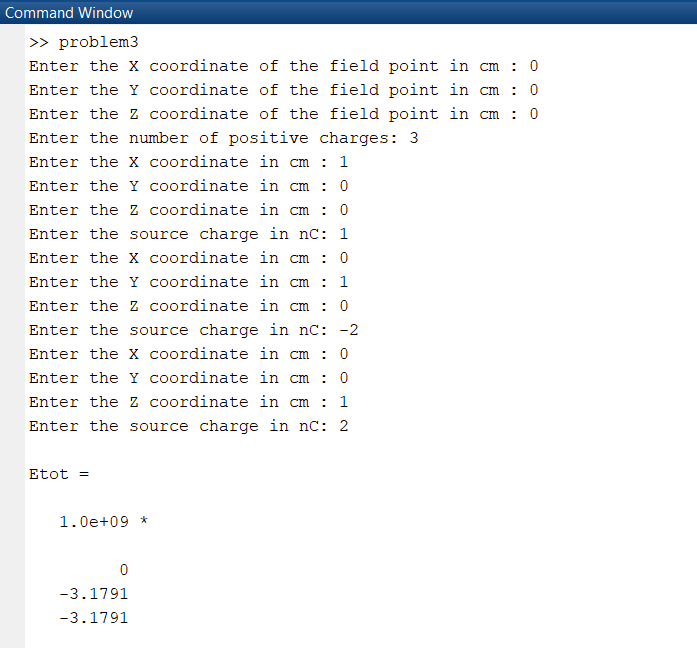 Command Window
>> problem3
Enter the X coordinate of the field point in cm : 0
Enter the Y coordinate of the field point in cm : 0
Enter the Z coordinate of the field point in cm : 0
Enter the number of positive charges: 3
Enter the X coordinate in cm : 1
Enter the Y coordinate in cm : 0
Enter the Z coordinate in cm : 0
Enter the source charge in nC: 1
Enter the X coordinate in cm : 0
Enter the Y coordinate in cm : 1
Enter the Z coordinate in cm : 0
Enter the source charge in nC: -2
Enter the X coordinate in cm : 0
Enter the Y coordinate in cm : 0
Enter the Z coordinate in cm : 1
Enter the source charge in nC: 2
Etot =
1.0e+09 *
0
-3.1791
-3.1791